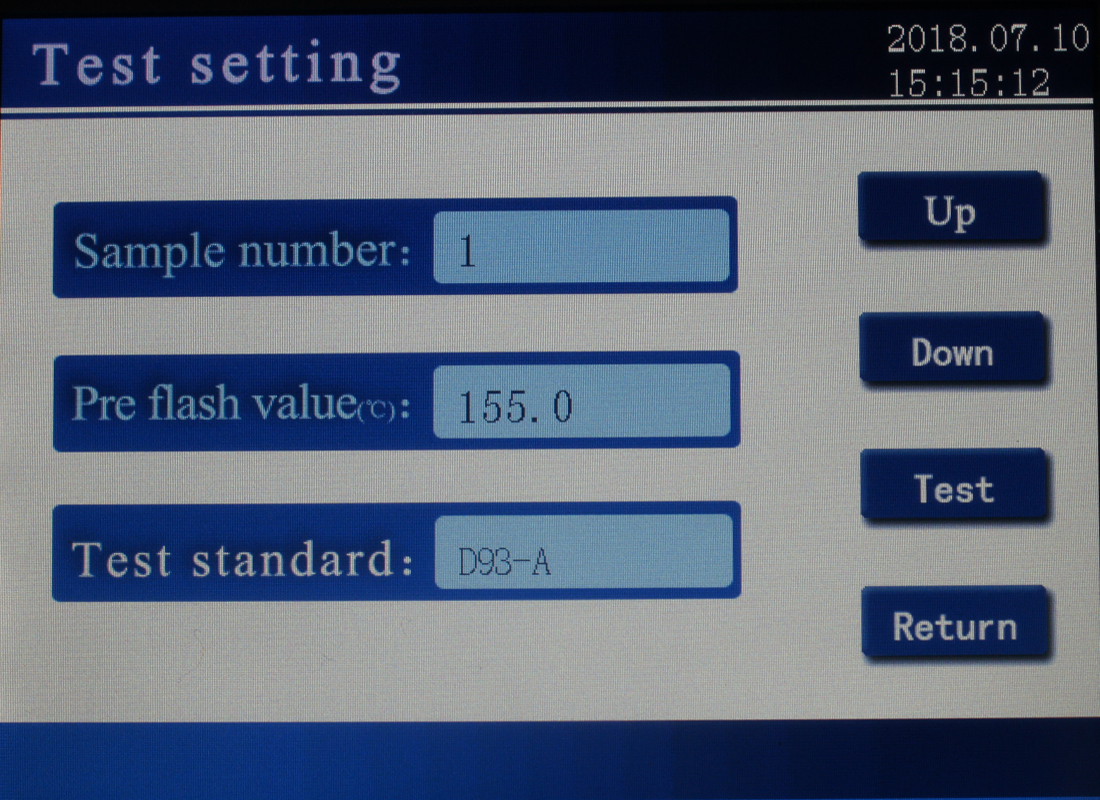 Test setting
2018.07.10
15:15:12
Sample number: 1
Up
Pre flash value(℃): 155.0
Down
Test standard: D93-A
Test
Return